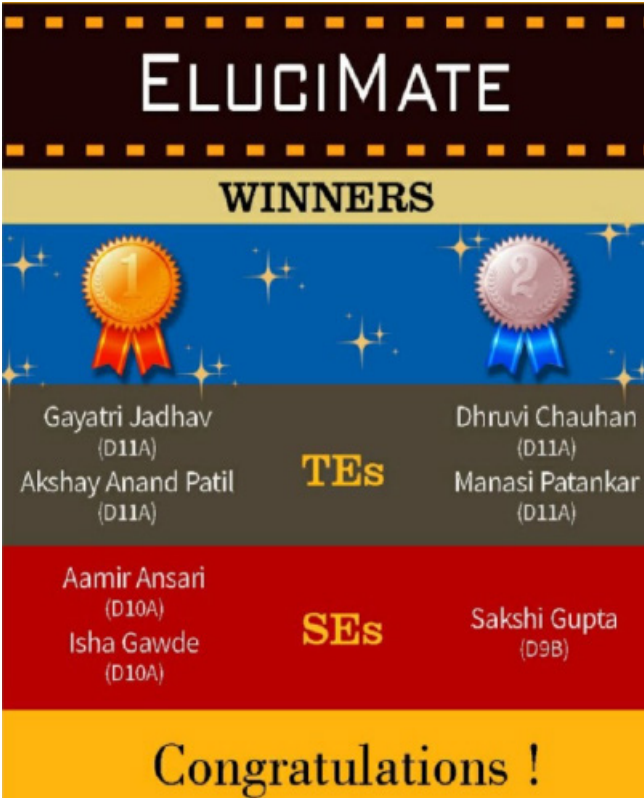 ELUCIMATE
WINNERS
1
2
Gayatri Jadhav
(D11A)
Akshay Anand Patil
(D11A)
TEs
Dhruvi Chauhan
(D11A)
Manasi Patankar
(D11A)
Aamir Ansari
(D10A)
Isha Gawde
(D10A)
SEs
Sakshi Gupta
(D9B)
Congratulations !